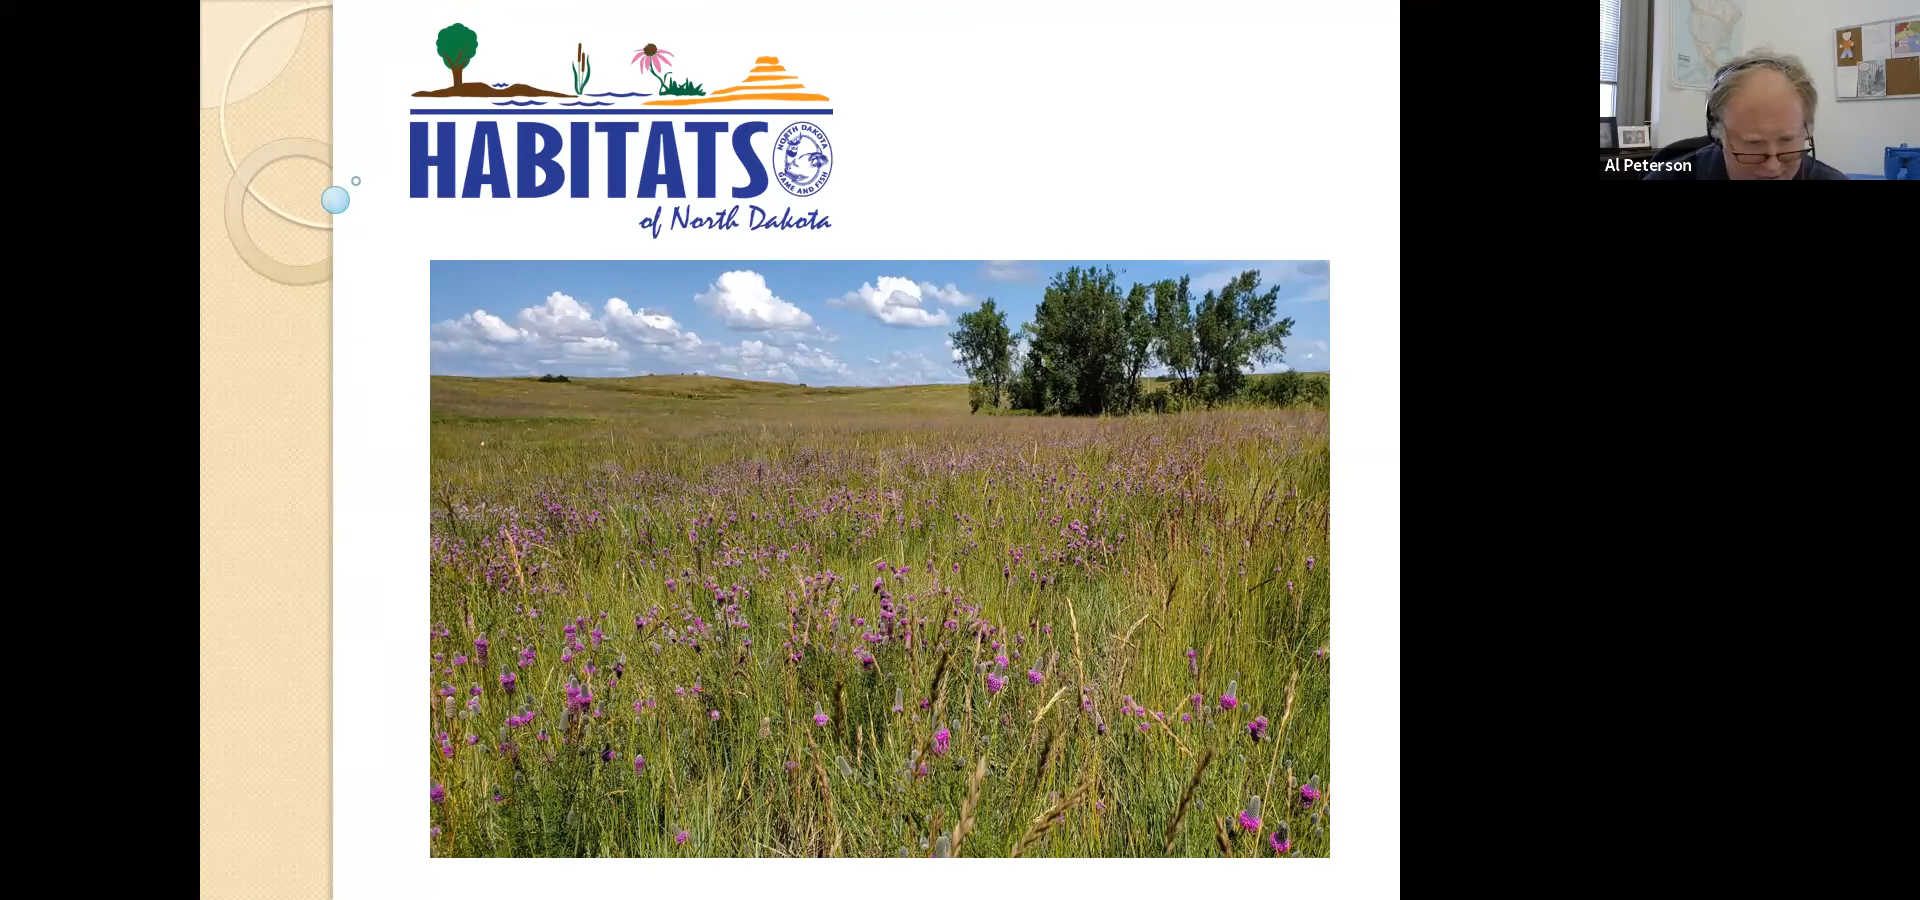 HABITATS
NORTH DAKOTA
GAME AND FISH
of North Dakota
Al Peterson